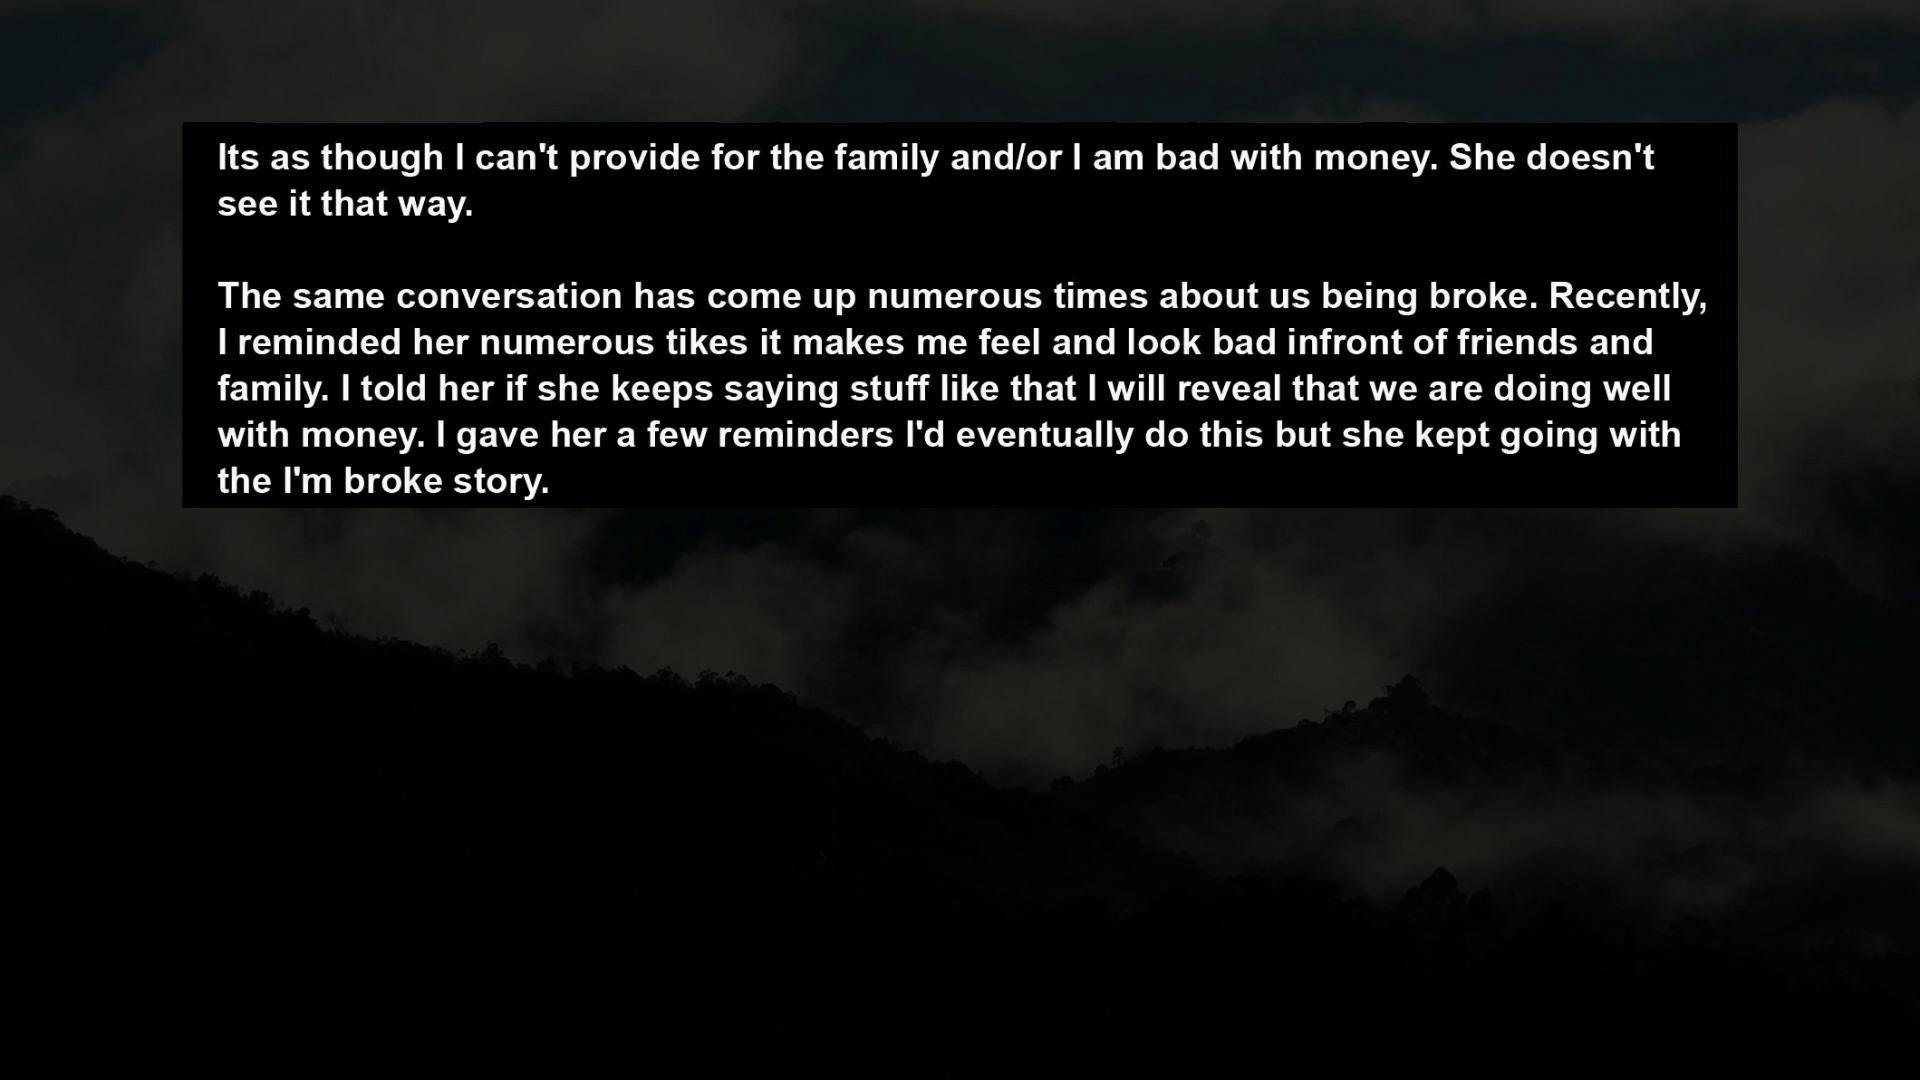 Its as though I can't provide for the family and/or I am bad with money. She doesn't
see it that way.
The same conversation has come up numerous times about us being broke. Recently,
I reminded her numerous tikes it makes me feel and look bad infront of friends and
family. I told her if she keeps saying stuff like that I will reveal that we are doing well
with money. I gave her a few reminders I'd eventually do this but she kept going with
the I'm broke story.